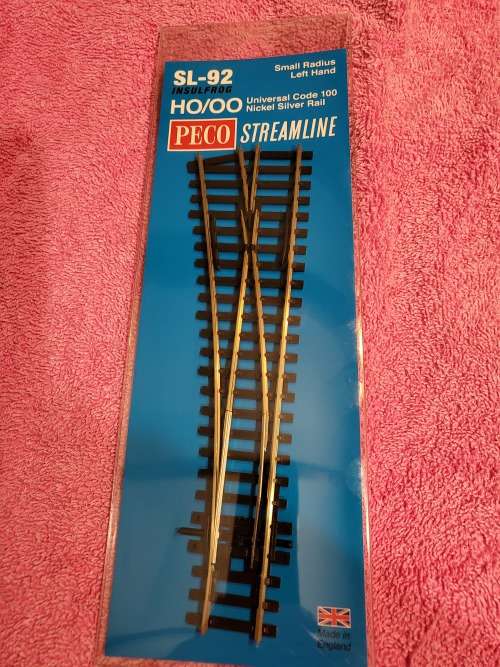 SL-92
INSULFROG
Small Radius
Left Hand
HO/OO
Universal Code 100
Nickel Silver Rail
PECO STREAMLINE
Made in
England